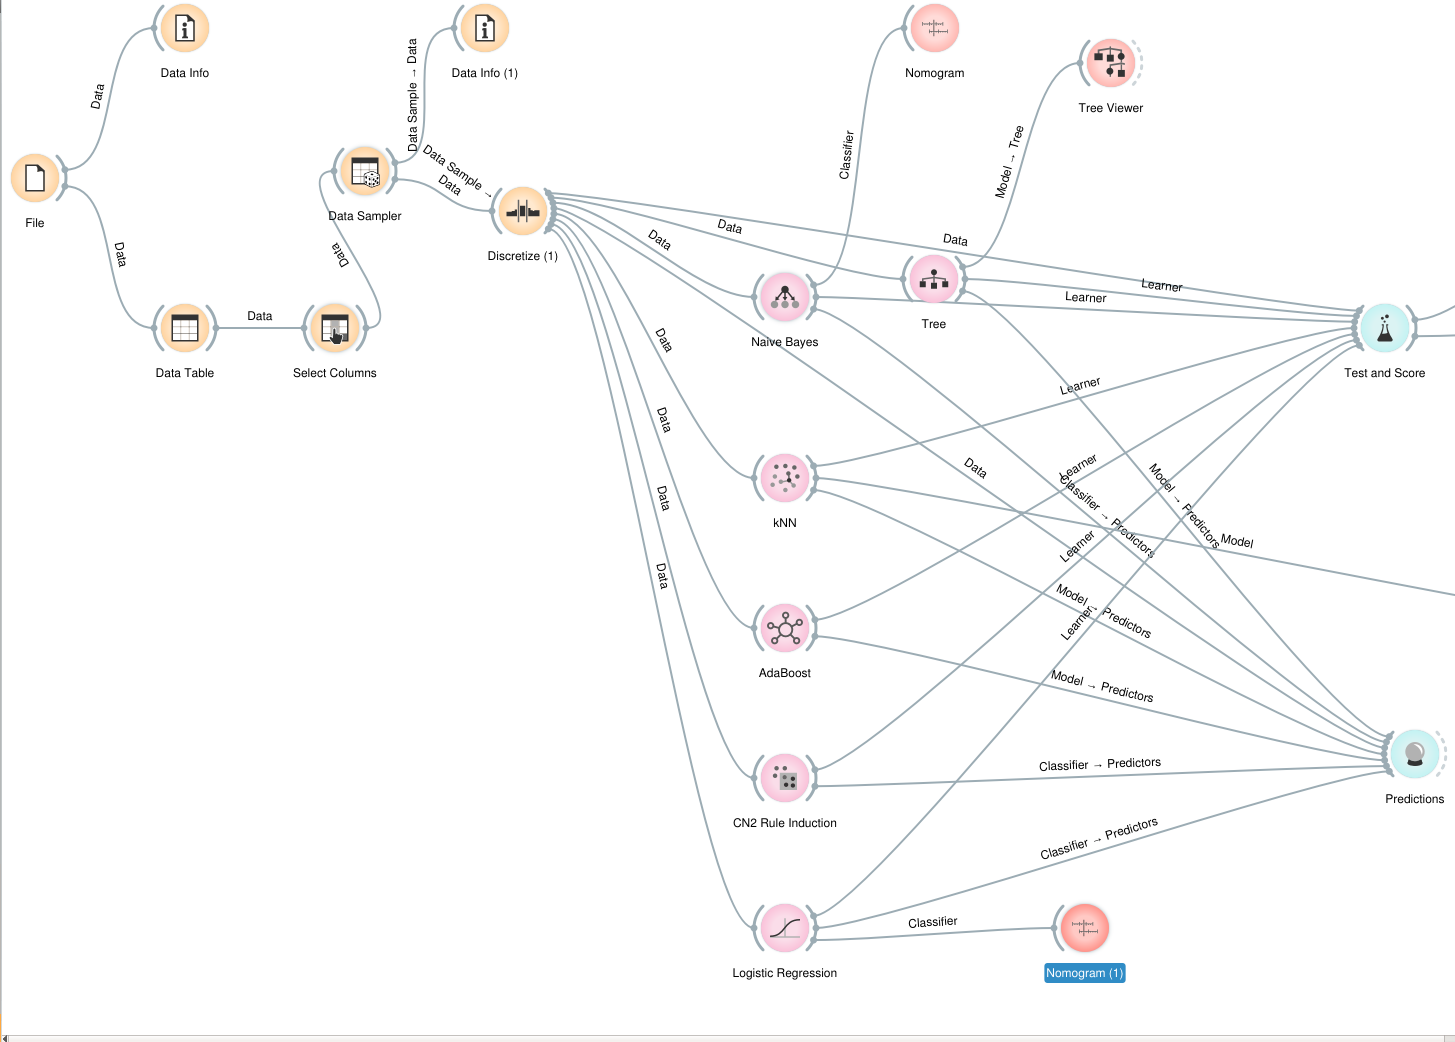 Data Info
Data Info (1)
Nomogram
Tree Viewer
Data
Data Sample → Data
Classifier
Model → Tree
File
Data Sampler
Data Sample →
Data
Discretize (1)
Data
Data
Data
Data
Data
Data
Learner
Learner
Naive Bayes
Tree
Data Table
Data
Select Columns
Test and Score
Data
Learner
Data
Learner
Data
Classifier → Predictors
Model → Predictors
Model
kNN
Data
Learner
Data
Model → Predictors
Learner
AdaBoost
Model → Predictors
Classifier → Predictors
Predictions
CN2 Rule Induction
Classifier → Predictors
Classifier
Logistic Regression
Nomogram (1)